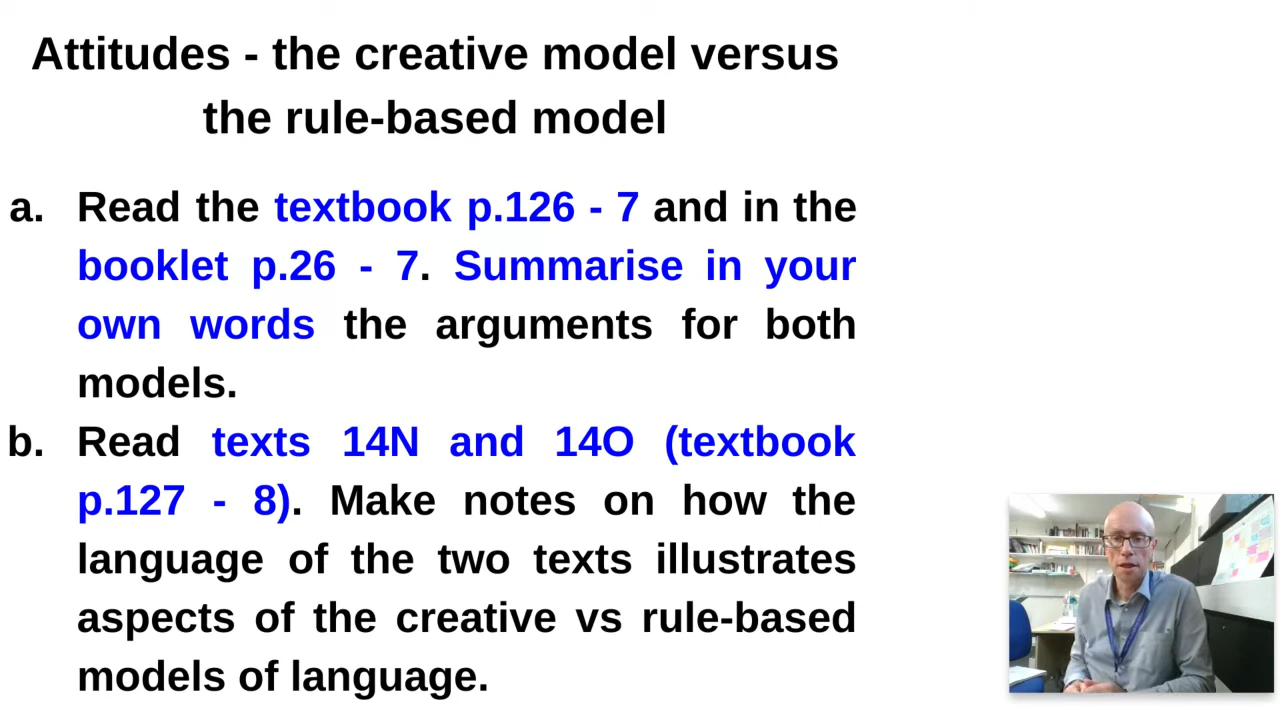 Attitudes - the creative model versus
the rule-based model
a. Read the textbook p.126 - 7 and in the
booklet p.26 - 7. Summarise in your
own words the arguments for both
models.
b. Read texts 14N and 14O (textbook
p.127 - 8). Make notes on how the
language of the two texts illustrates
aspects of the creative vs rule-based
models of language.